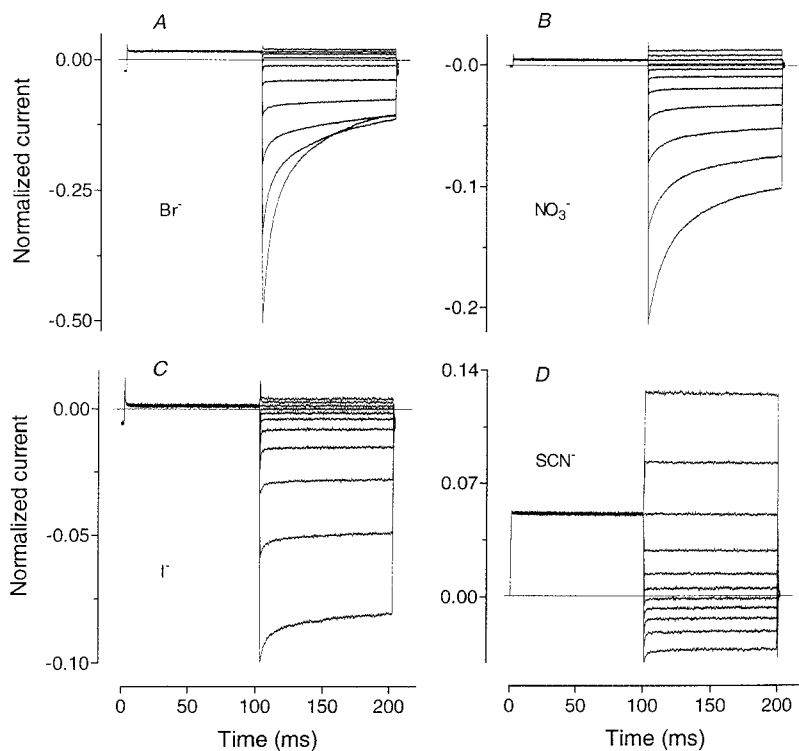 A
0.00
-0.25
-0.50
Normalized current
Br⁻
B
-0.0
-0.1
-0.2
NO₃⁻
C
0.00
-0.05
-0.10
Normalized current
I⁻
0 50 100 150 200
Time (ms)
D
0.14
0.07
0.00
SCN⁻
0 50 100 150 200
Time (ms)